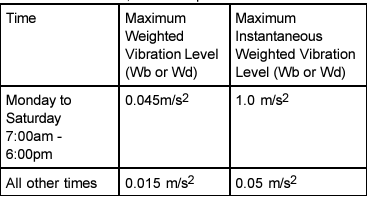 Time
Maximum
Weighted
Vibration Level
(Wb or Wd)
Maximum
Instantaneous
Weighted Vibration
Level (Wb or Wd)
Monday to
Saturday
7:00am -
6:00pm
0.045m/s2
1.0 m/s2
All other times
0.015 m/s2
0.05 m/s2